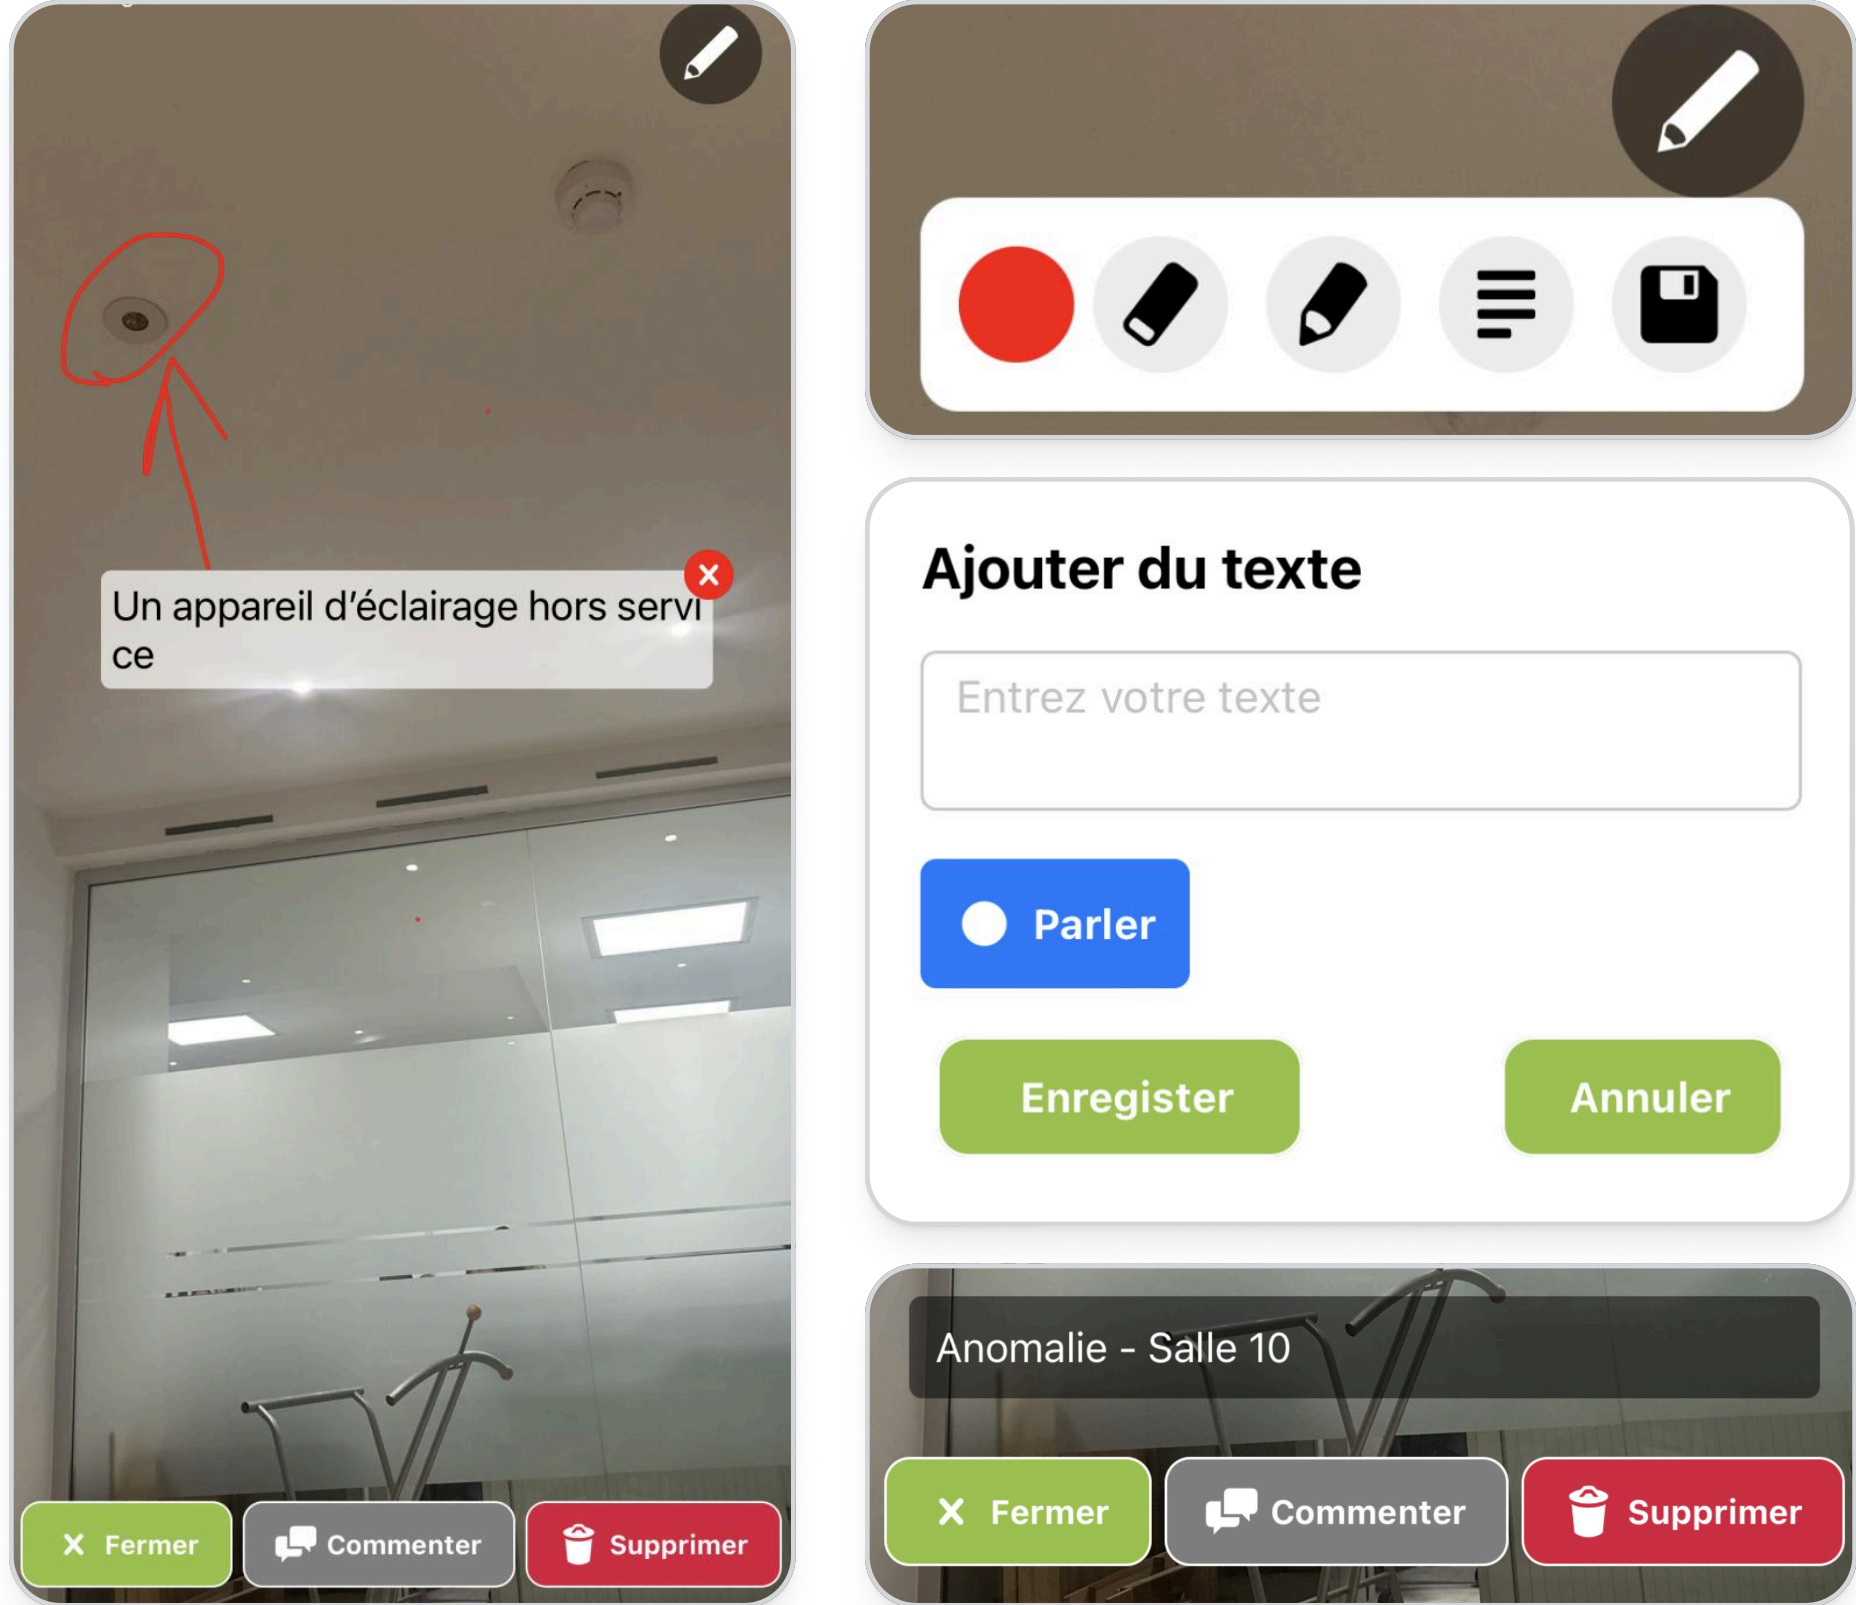 Un appareil d’éclairage hors servi
ce
Fermer
Commenter
Supprimer
Ajouter du texte
Entrez votre texte
Parler
Enregister
Annuler
Anomalie - Salle 10
Fermer
Commenter
Supprimer